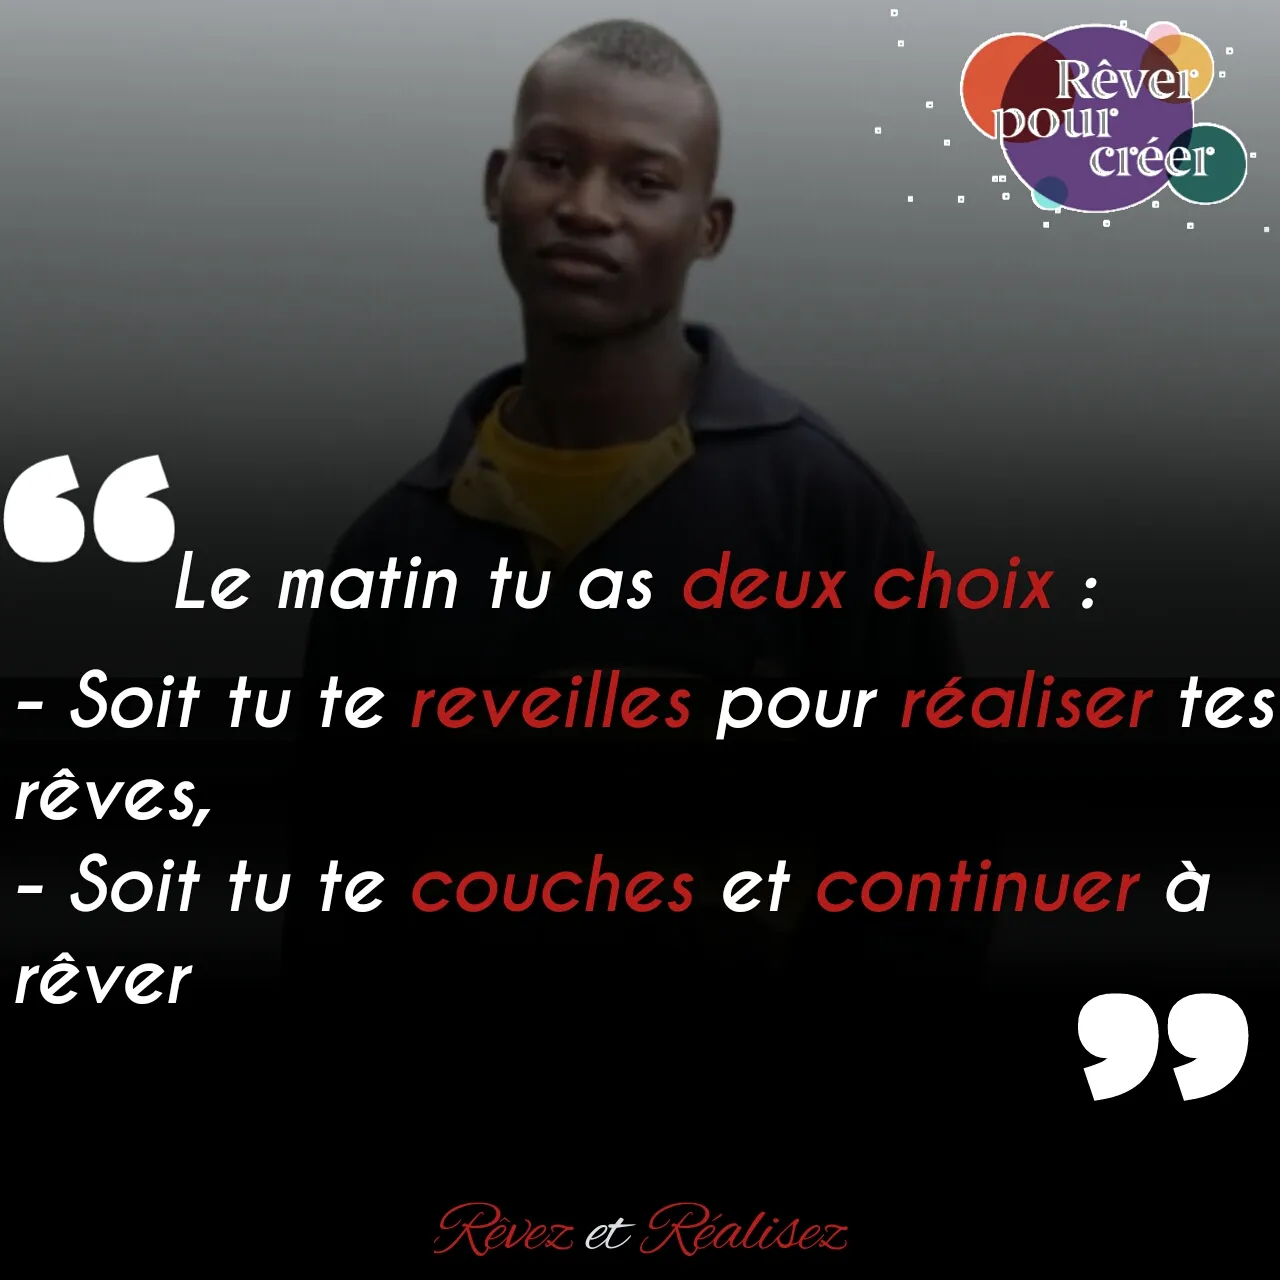 Rêver
pour
créer
Le matin tu as deux choix :
- Soit tu te reveilles pour réaliser tes
rêves,
- Soit tu te couches et continuer à
rêver
Rêvez et Réalisez